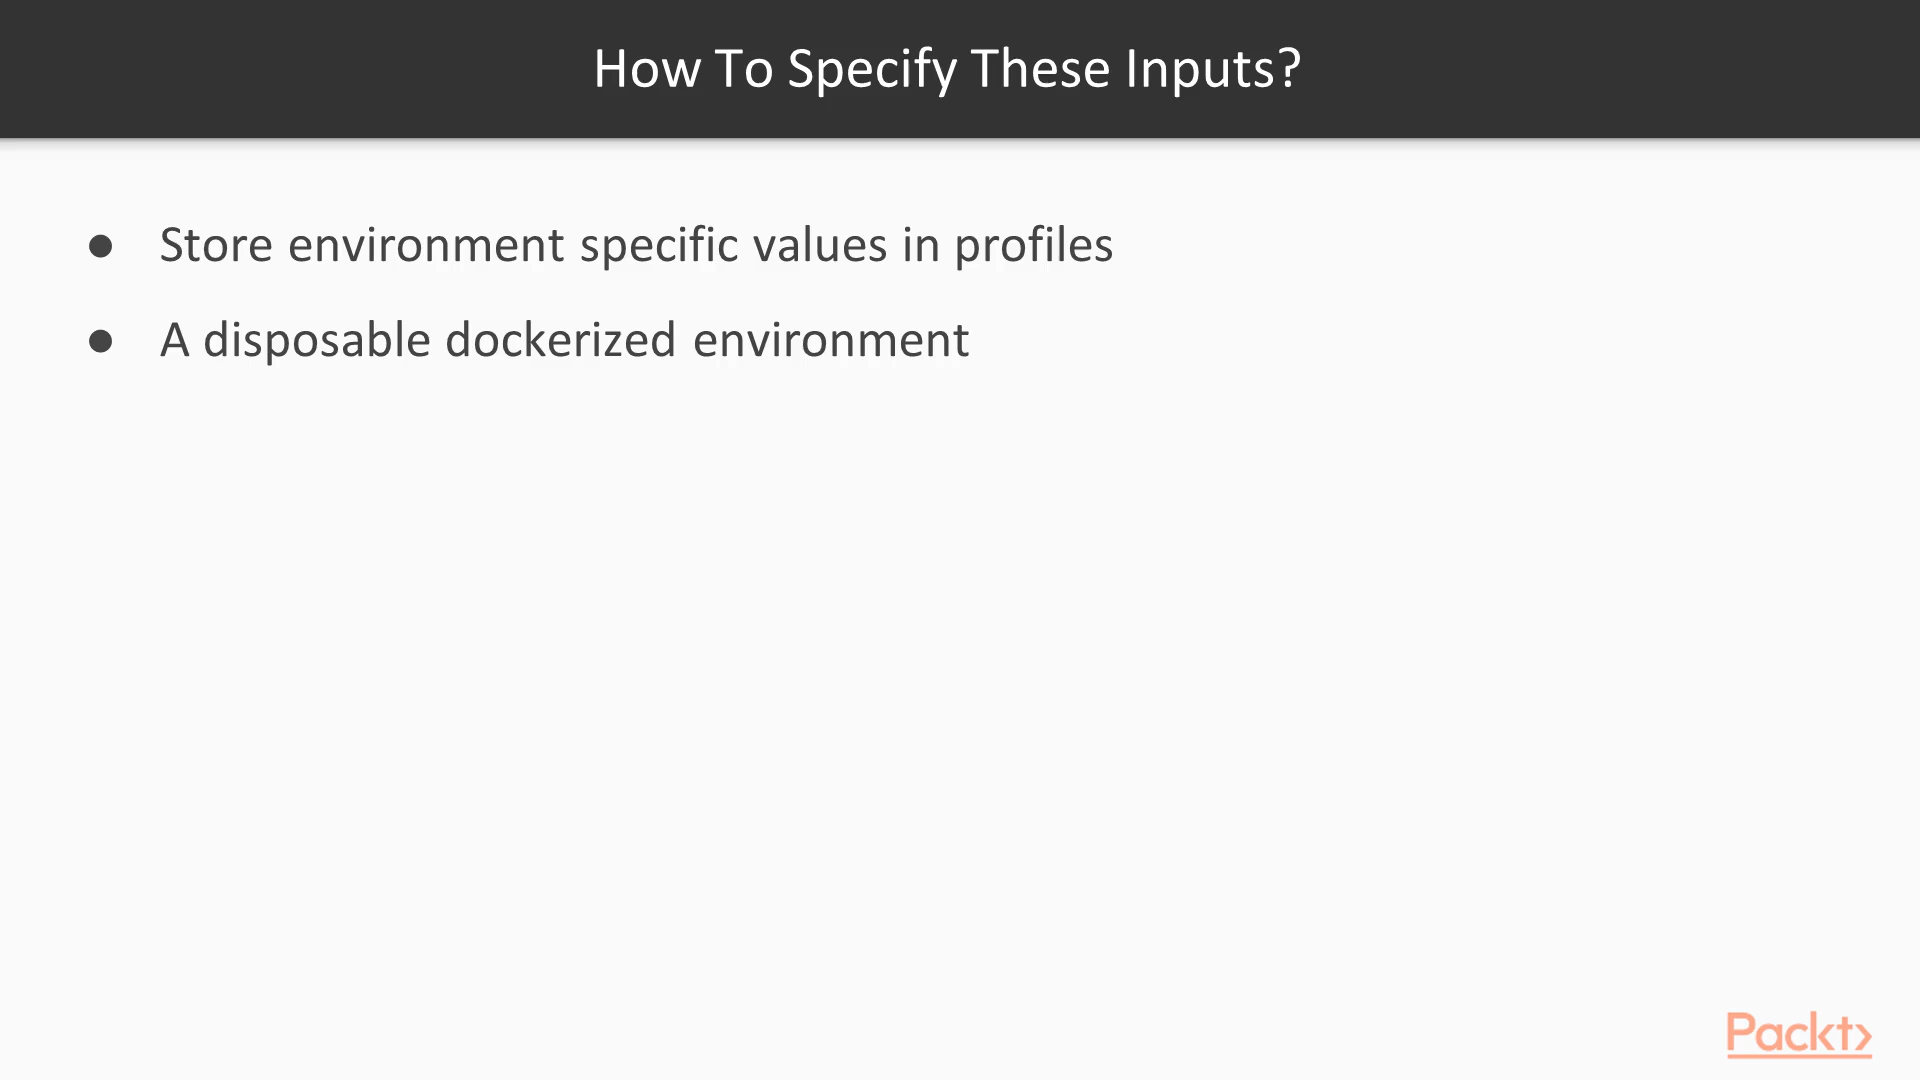 How To Specify These Inputs?
● Store environment specific values in profiles
● A disposable dockerized environment
Packt>